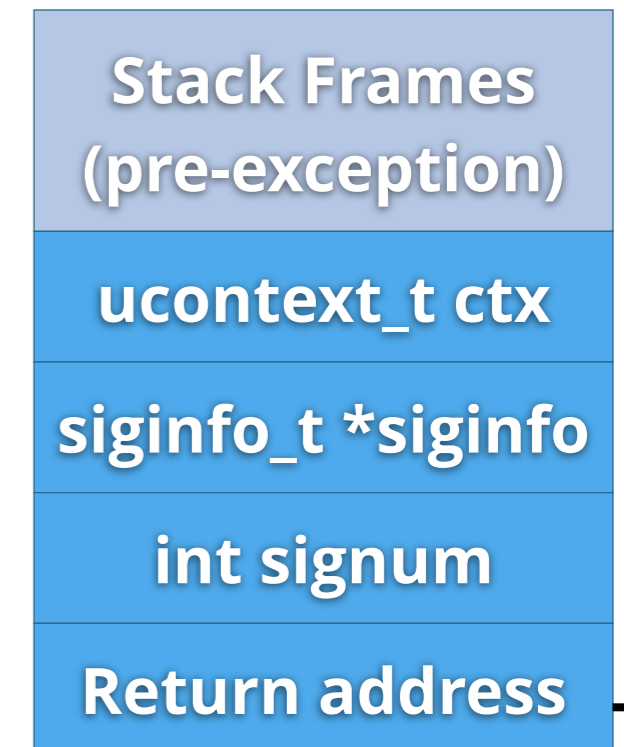 Stack Frames
(pre-exception)
ucontext_t ctx
siginfo_t *siginfo
int signum
Return address